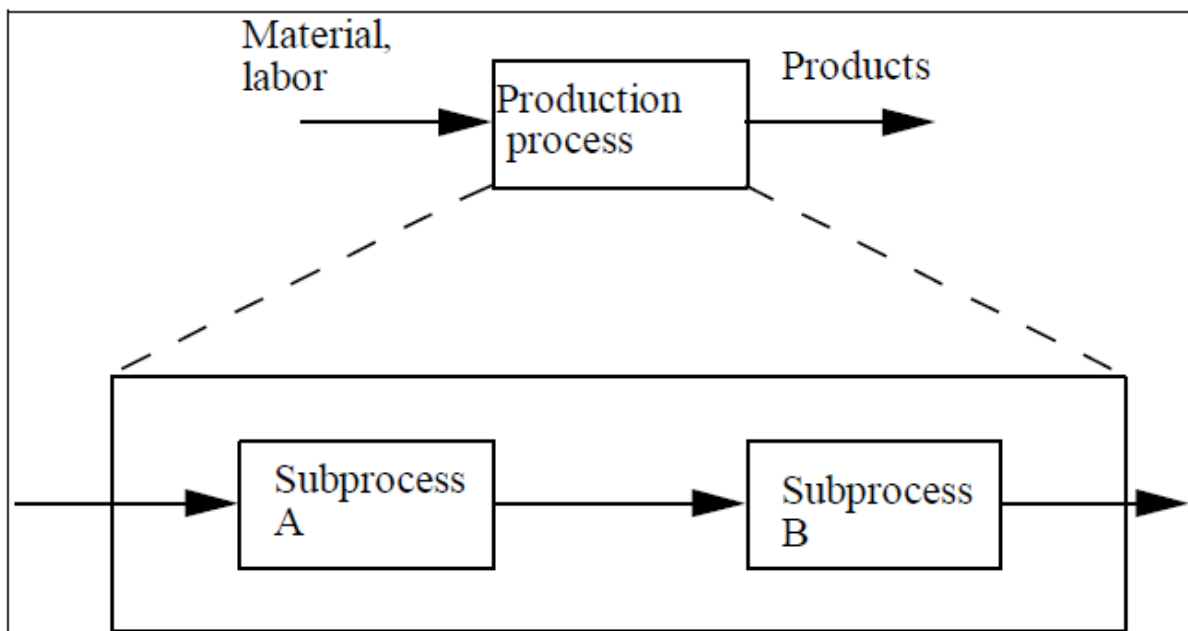 Material,
labor
Products
Production
process
Subprocess
A
Subprocess
B